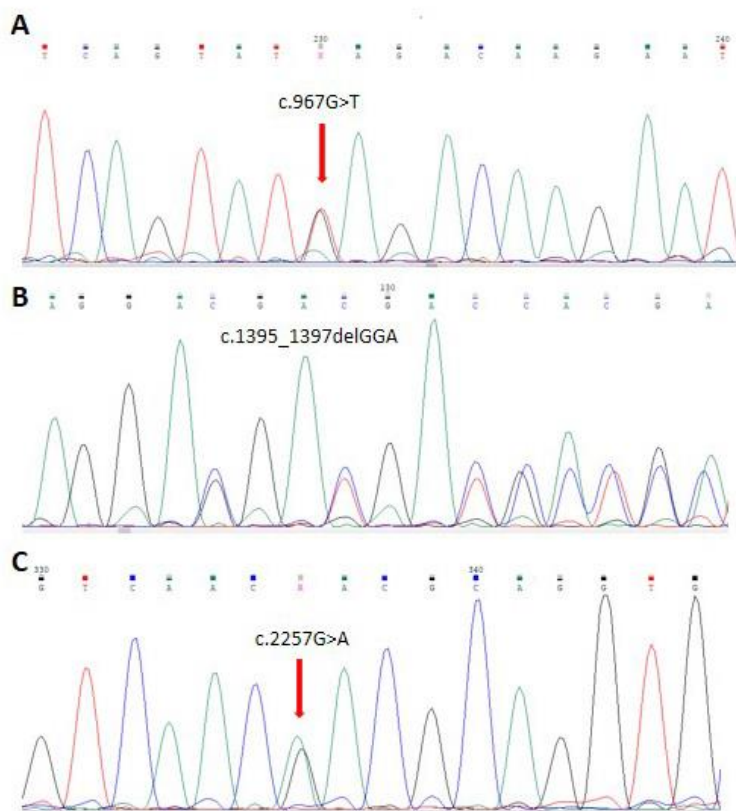 A
230 240
T C A G T A T A G A C A A G A A T
c.967G>T
B
130
A G G A C G A C G A C C A C G A
c.1395_1397delGGA
C
330 340
G T C A A C A C G C A G G T G
c.2257G>A